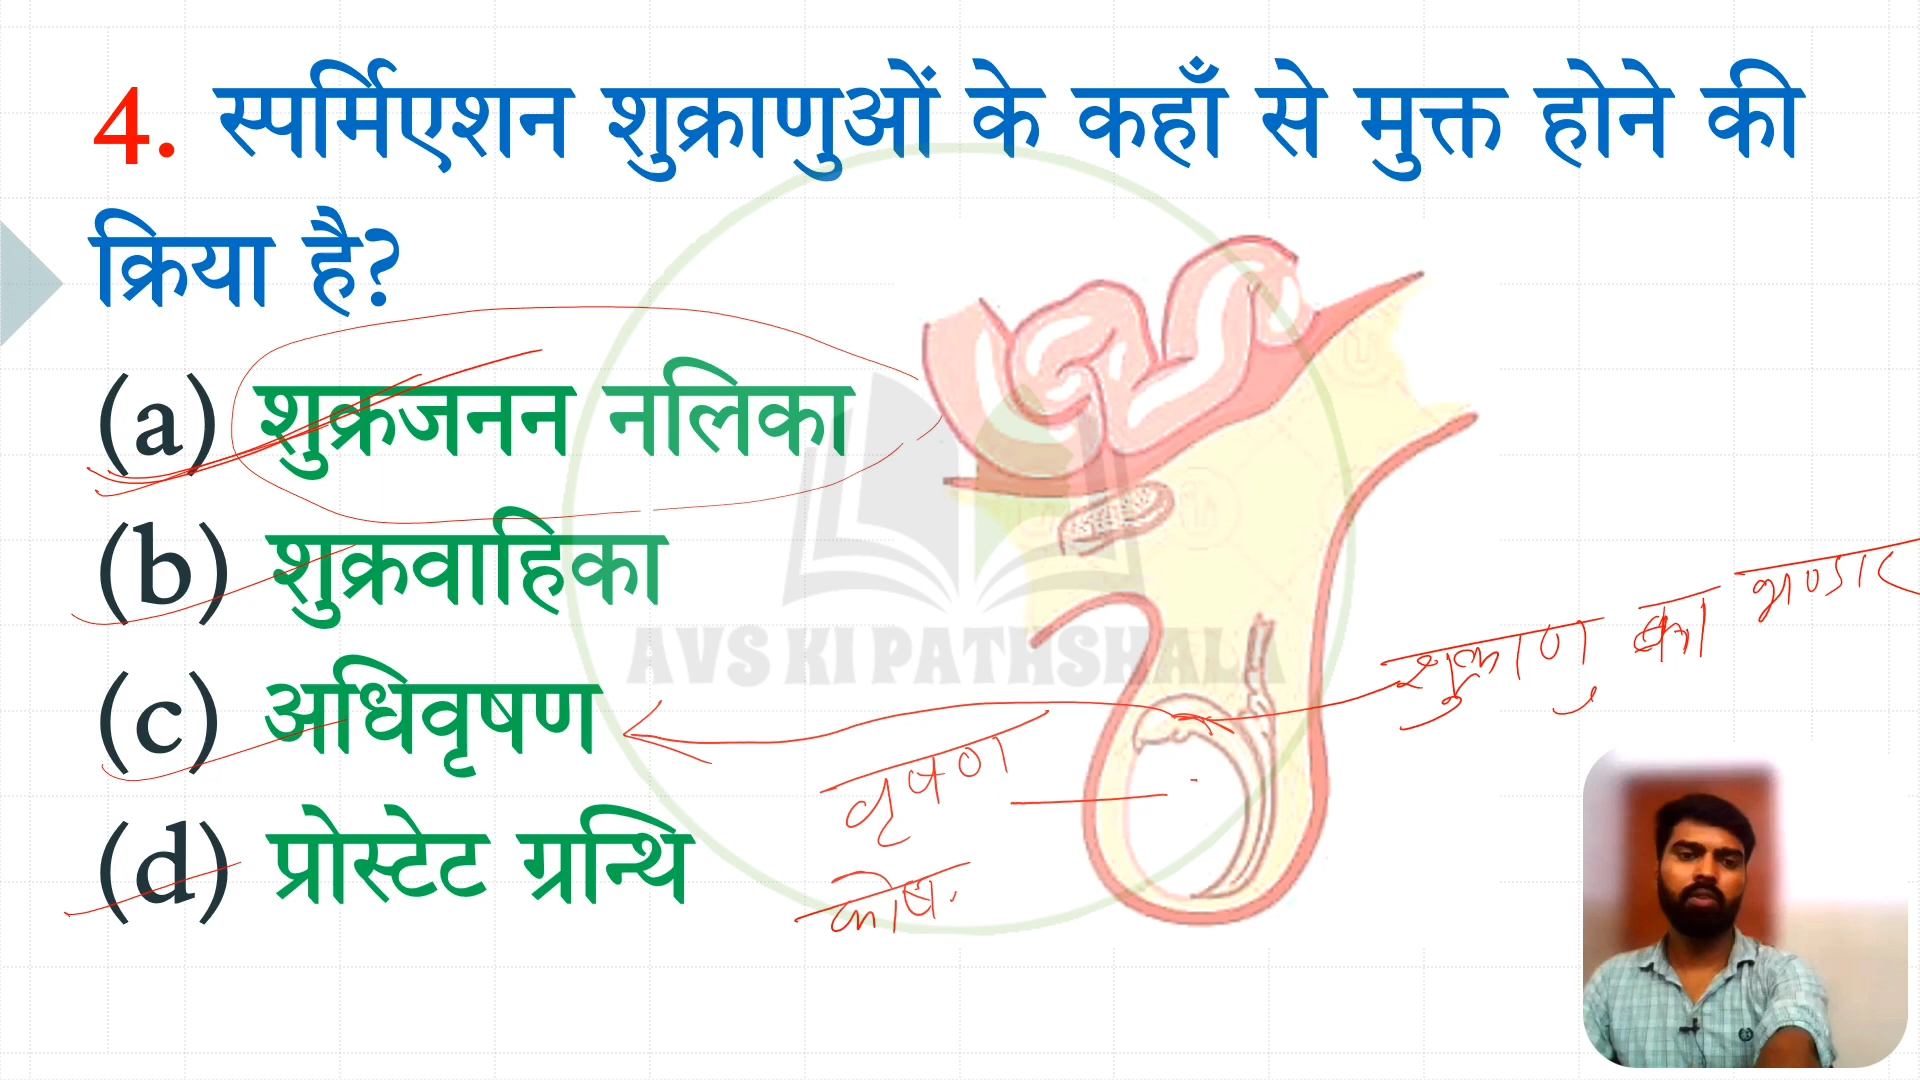 4. स्पर्मिएशन शुक्राणुओं के कहाँ से मुक्त होने की
क्रिया है?
(a) शुक्रजनन नलिका
(b) शुक्रवाहिका
(c) अधिवृषण
(d) प्रोस्टेट ग्रन्थि
AVS KI PATHSHALA
शुक्राणु का भण्डार
वृषण
कोष